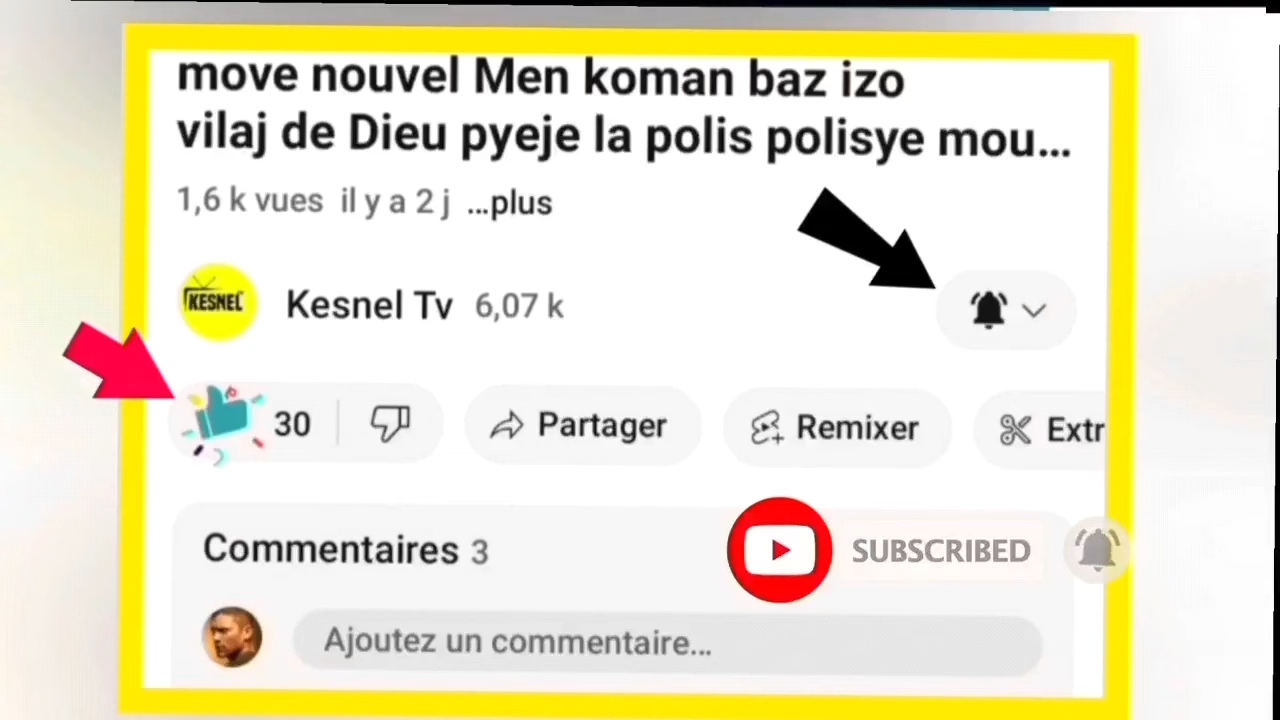 move nouvel Men koman baz izo
vilaj de Dieu pyeje la polis polisye mou...
1,6 k vues il y a 2 j ...plus
KESNEL
Kesnel Tv 6,07 k
30
Partager
Remixer
Extr
Commentaires 3
SUBSCRIBED
Ajoutez un commentaire...